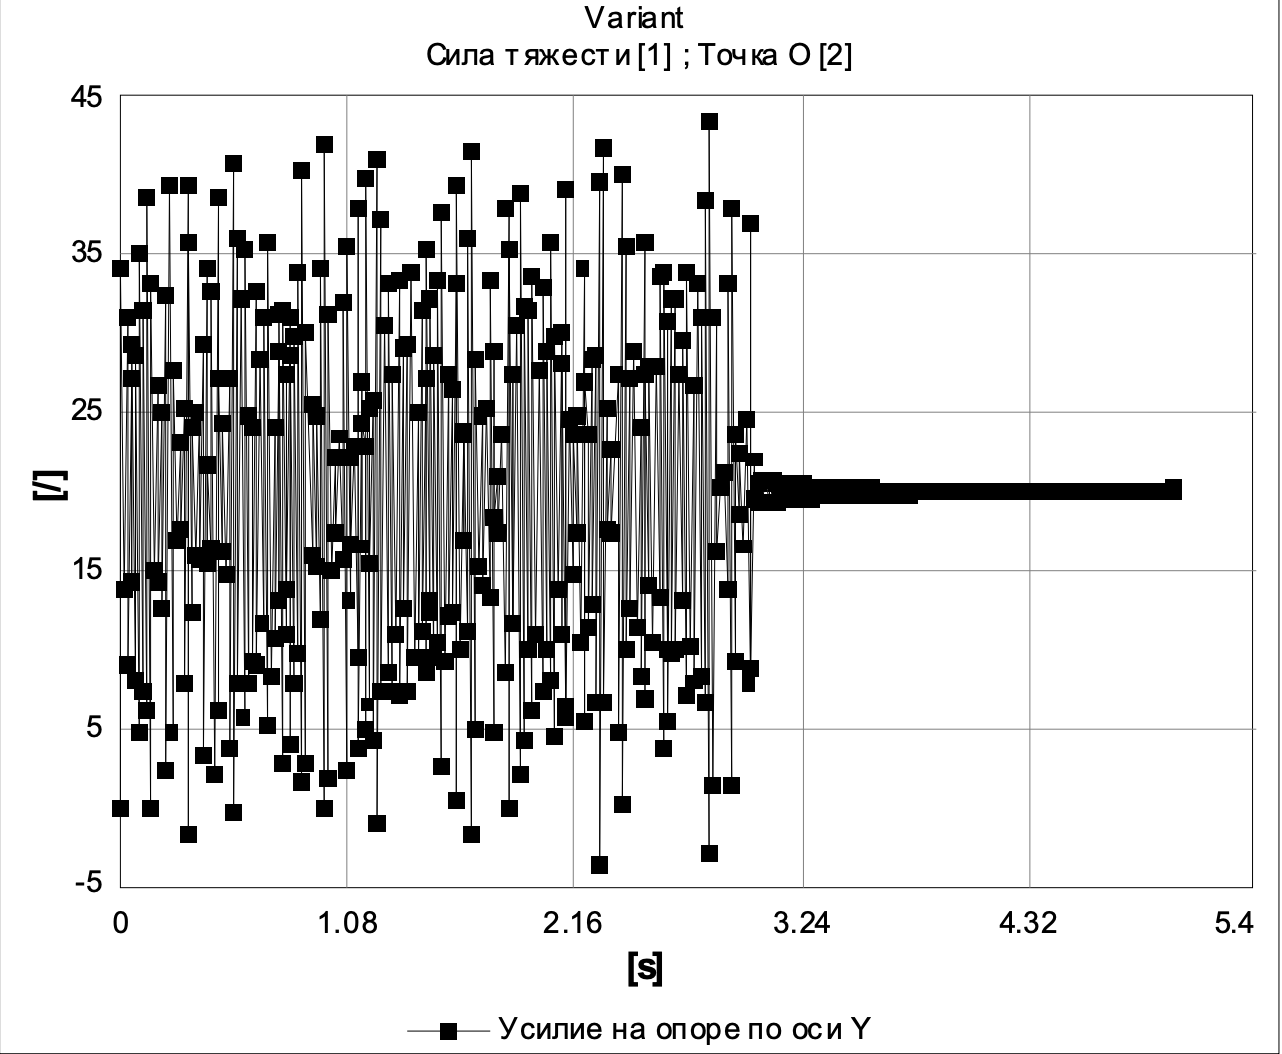 Variant
Сила тяжести [1] ; Точка O [2]
45
35
25
15
5
-5
[/]
0 1.08 2.16 3.24 4.32 5.4
[s]
Усилие на опоре по оси Y